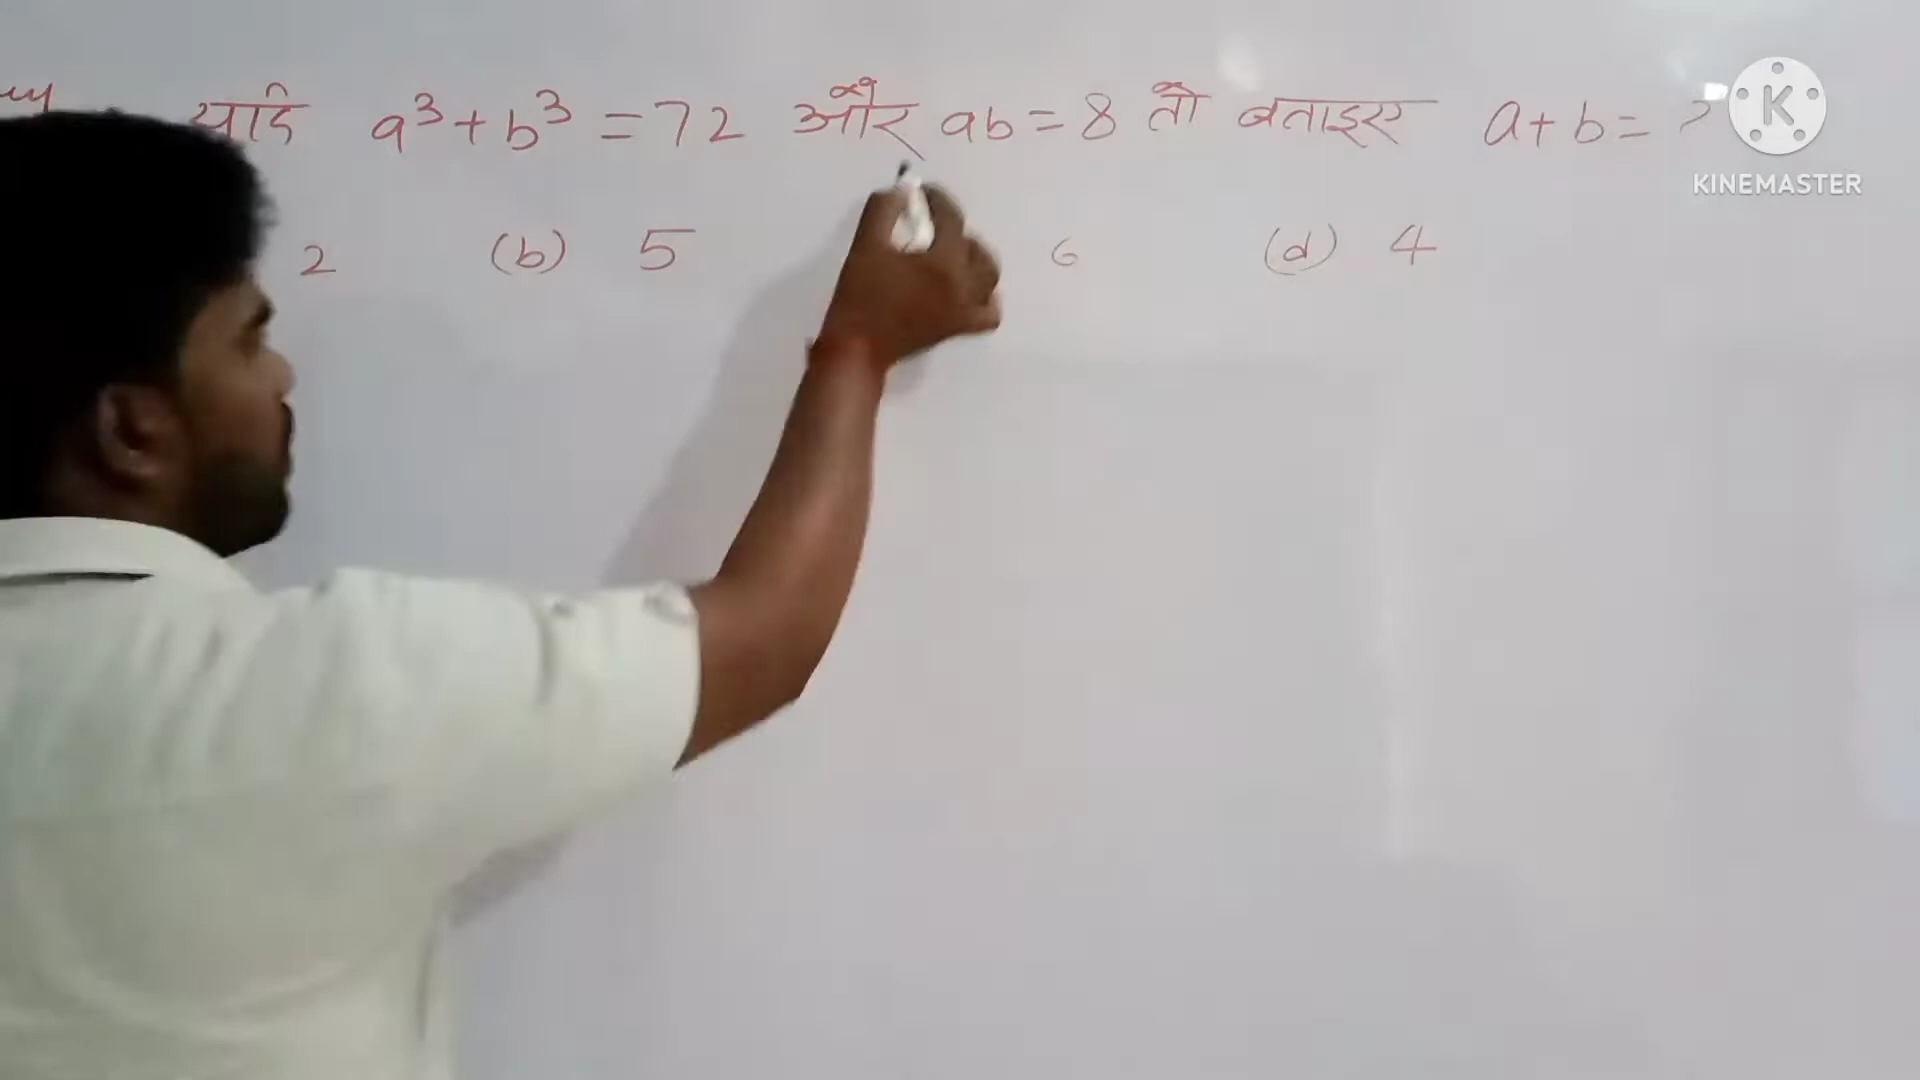 यदि a³+b³ = 72 और ab = 8 तो बताइए a+b = ?
2 (b) 5 6 (d) 4
KINEMASTER